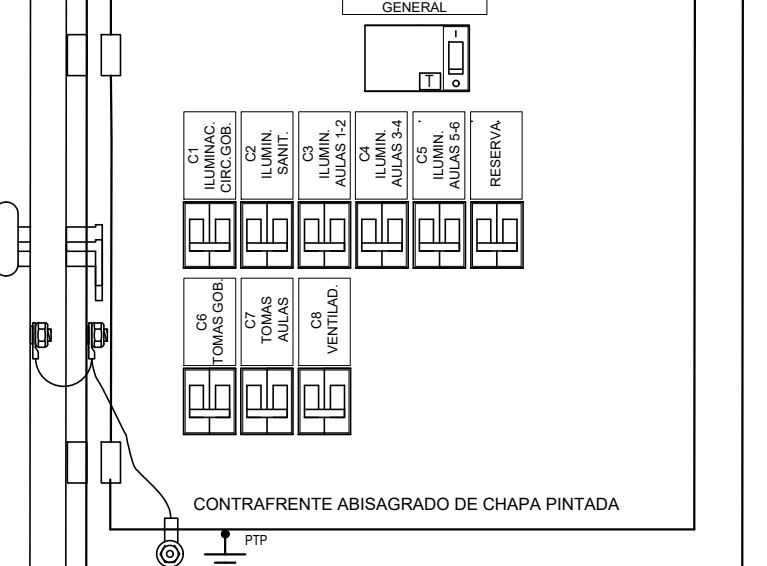 GENERAL
T
C1
ILUMINAC.
CIRC.GOB.
C2
ILUMIN.
SANIT.
C3
ILUMIN.
AULAS 1-2
C4
ILUMIN.
AULAS 3-4
C5
ILUMIN.
AULAS 5-6
RESERVA
C6
TOMAS GOB.
C7
TOMAS
AULAS
C8
VENTILAD.
CONTRAFRENTE ABISAGRADO DE CHAPA PINTADA
PTP